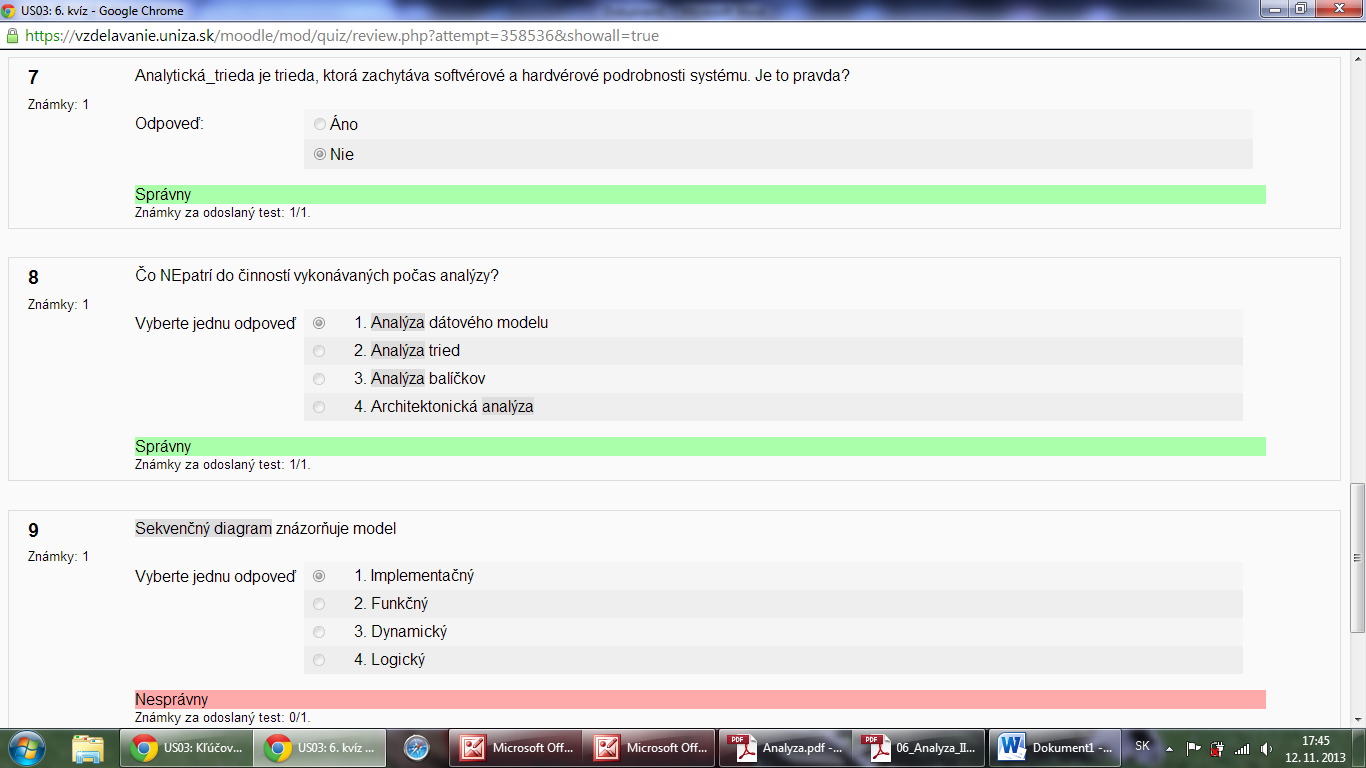 US03: 6. kvíz - Google Chrome
https://vzdelavanie.uniza.sk/moodle/mod/quiz/review.php?attempt=358536&showall=true
7
Známky: 1
Analytická_trieda je trieda, ktorá zachytáva softvérové a hardvérové podrobnosti systému. Je to pravda?
Odpoveď:
Áno
Nie
Správny
Známky za odoslaný test: 1/1.
8
Známky: 1
Čo NEpatrí do činností vykonávaných počas analýzy?
Vyberte jednu odpoveď
1. Analýza dátového modelu
2. Analýza tried
3. Analýza balíčkov
4. Architektonická analýza
Správny
Známky za odoslaný test: 1/1.
9
Známky: 1
Sekvenčný diagram znázorňuje model
Vyberte jednu odpoveď
1. Implementačný
2. Funkčný
3. Dynamický
4. Logický
Nesprávny
Známky za odoslaný test: 0/1.
US03: Kľúčov...
US03: 6. kvíz ...
Microsoft Off...
Microsoft Off...
Analyza.pdf -...
06_Analyza_II...
Dokument1 -...
SK
17:45
12. 11. 2013